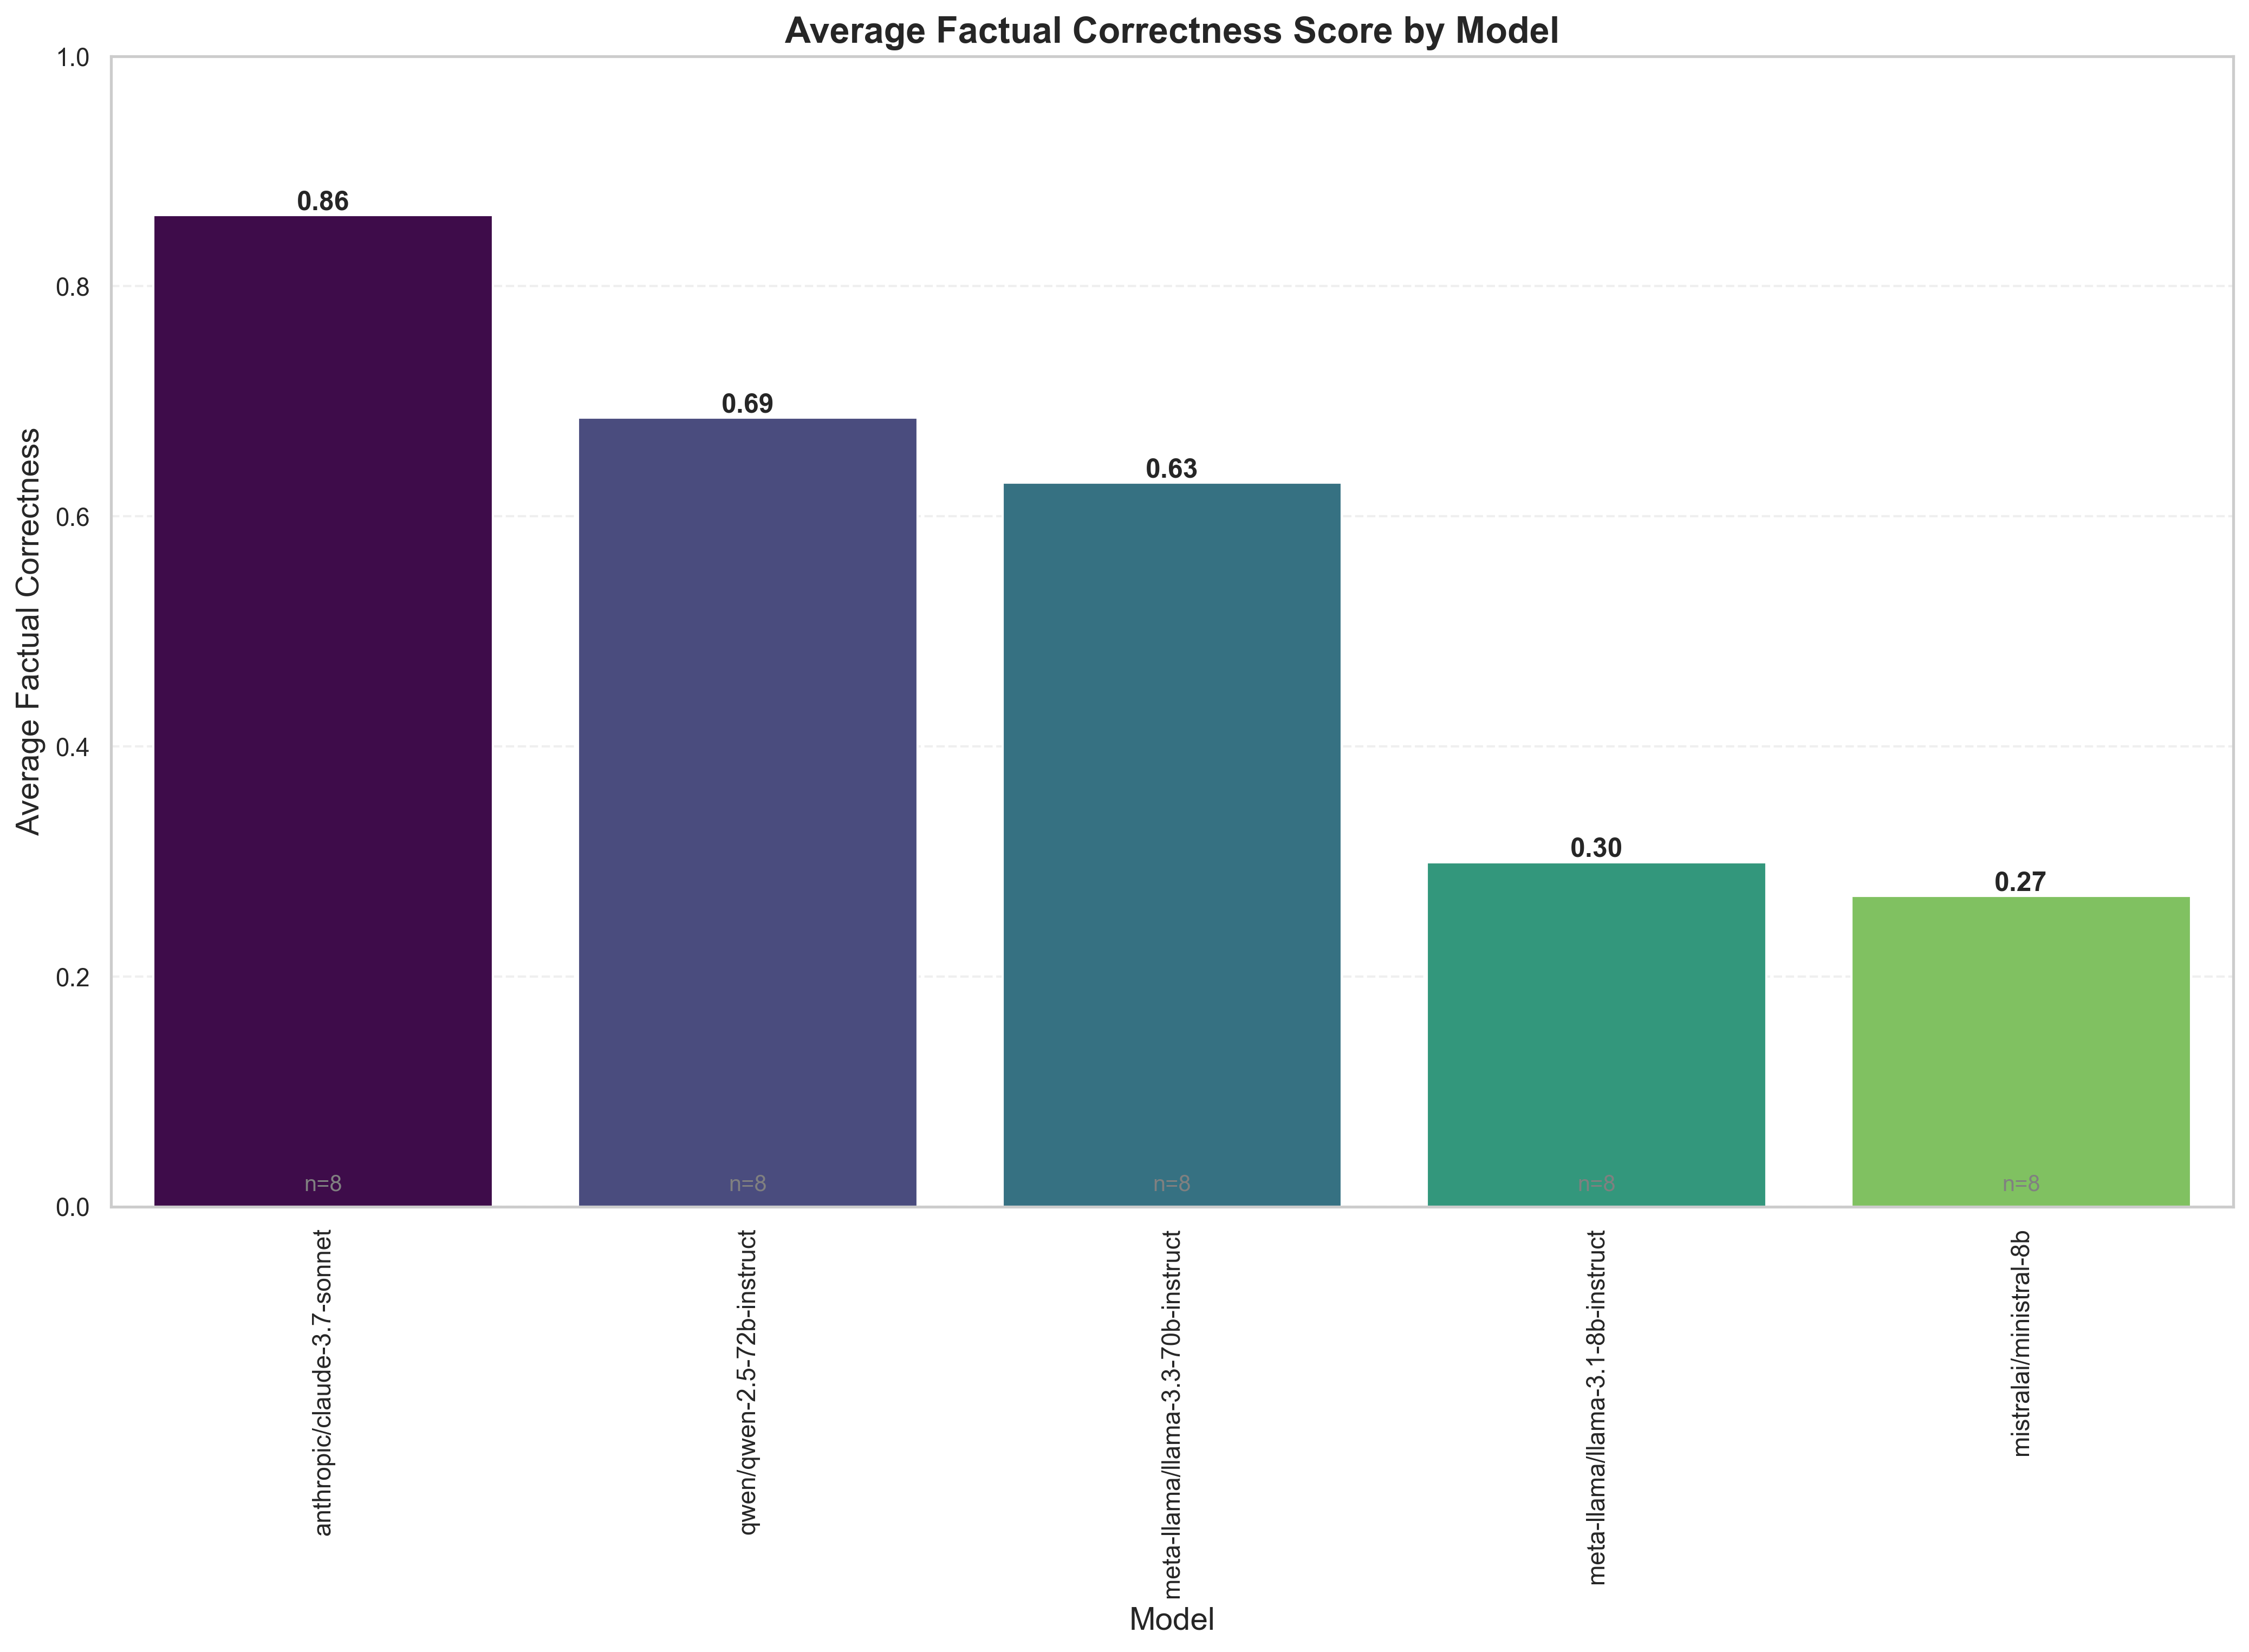 Average Factual Correctness Score by Model
Average Factual Correctness
1.0
0.8
0.6
0.4
0.2
0.0
0.86
0.69
0.63
0.30
0.27
n=8
n=8
n=8
n=8
n=8
anthropic/claude-3.7-sonnet
qwen/qwen-2.5-72b-instruct
meta-llama/llama-3.3-70b-instruct
meta-llama/llama-3.1-8b-instruct
mistralai/ministral-8b
Model